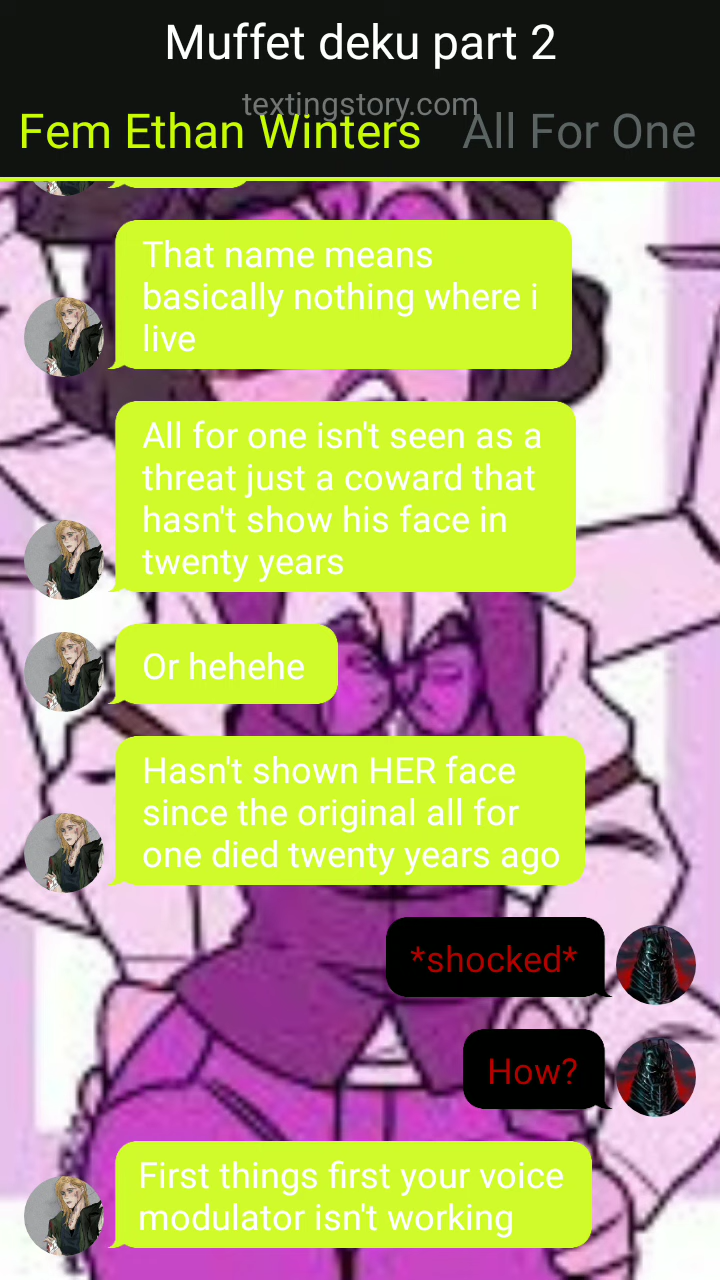 Muffet deku part 2
textingstory.com
Fem Ethan Winters All For One
That name means
basically nothing where i
live
All for one isn't seen as a
threat just a coward that
hasn't show his face in
twenty years
Or hehehe
Hasn't shown HER face
since the original all for
one died twenty years ago
*shocked*
How?
First things first your voice
modulator isn't working